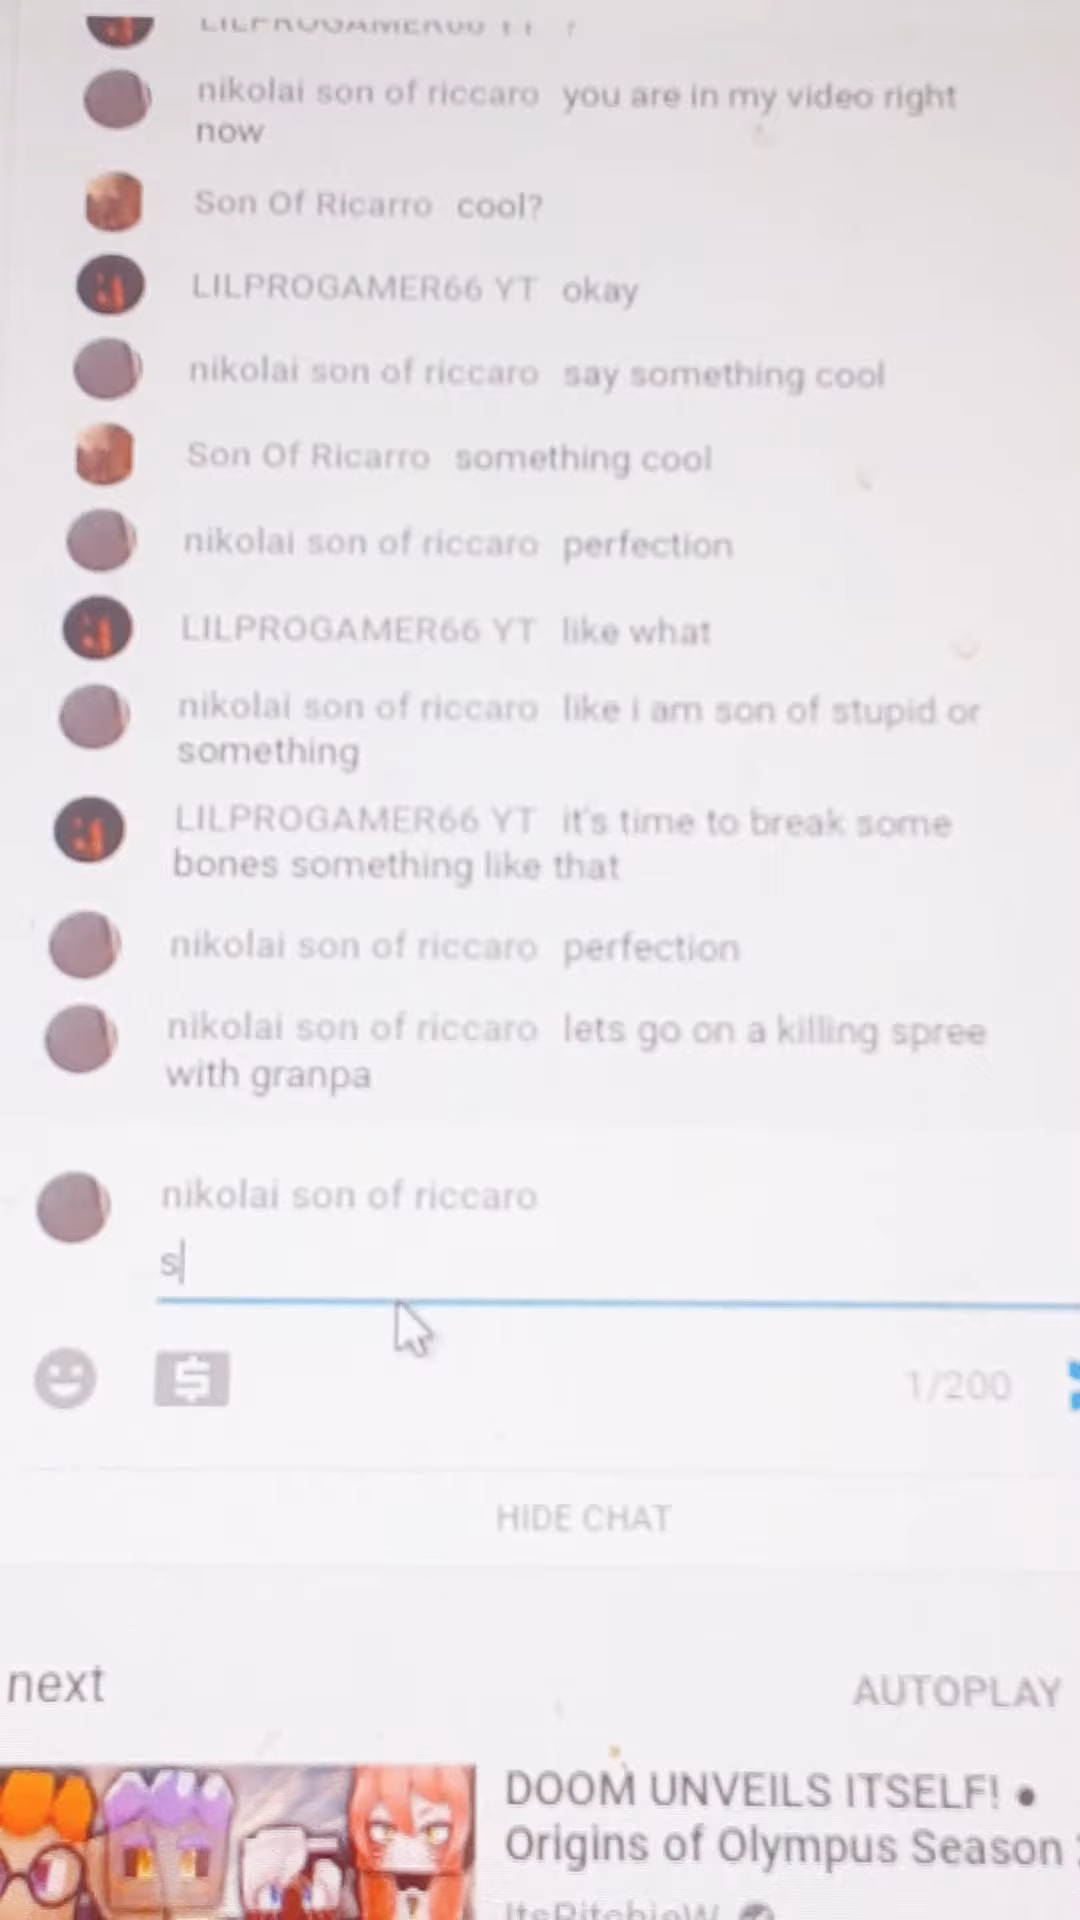 LILPROGAMER66 YT
nikolai son of riccaro you are in my video right
now
Son Of Ricarro cool?
LILPROGAMER66 YT okay
nikolai son of riccaro say something cool
Son Of Ricarro something cool
nikolai son of riccaro perfection
LILPROGAMER66 YT like what
nikolai son of riccaro like i am son of stupid or
something
LILPROGAMER66 YT it's time to break some
bones something like that
nikolai son of riccaro perfection
nikolai son of riccaro lets go on a killing spree
with granpa
nikolai son of riccaro
s
1/200
HIDE CHAT
next
AUTOPLAY
DOOM UNVEILS ITSELF! •
Origins of Olympus Season